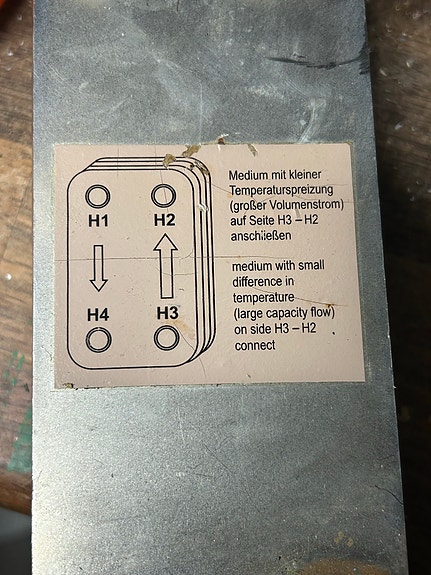 H1 H2
H4 H3
Medium mit kleiner
Temperaturspreizung
(großer Volumenstrom)
auf Seite H3 – H2
anschließen
medium with small
difference in
temperature
(large capacity flow)
on side H3 – H2
connect